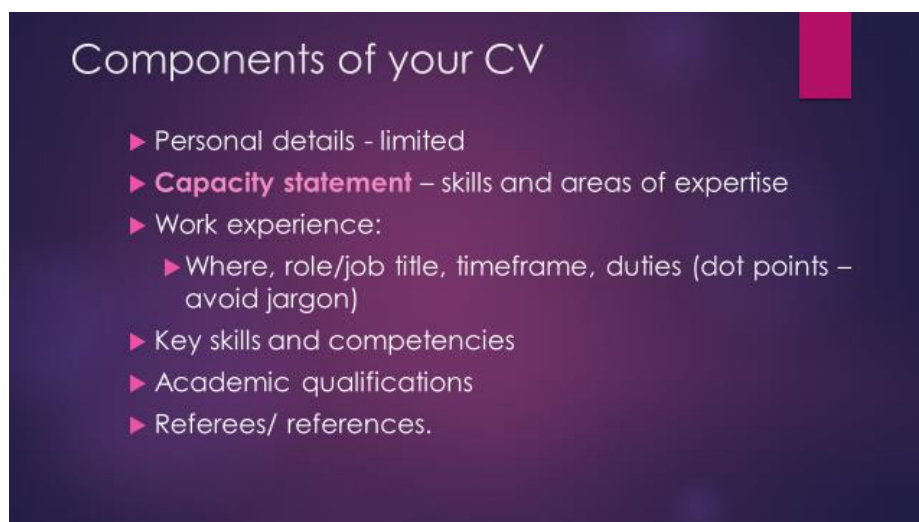 Components of your CV
Personal details - limited
Capacity statement – skills and areas of expertise
Work experience:
Where, role/job title, timeframe, duties (dot points –
avoid jargon)
Key skills and competencies
Academic qualifications
Referees/ references.